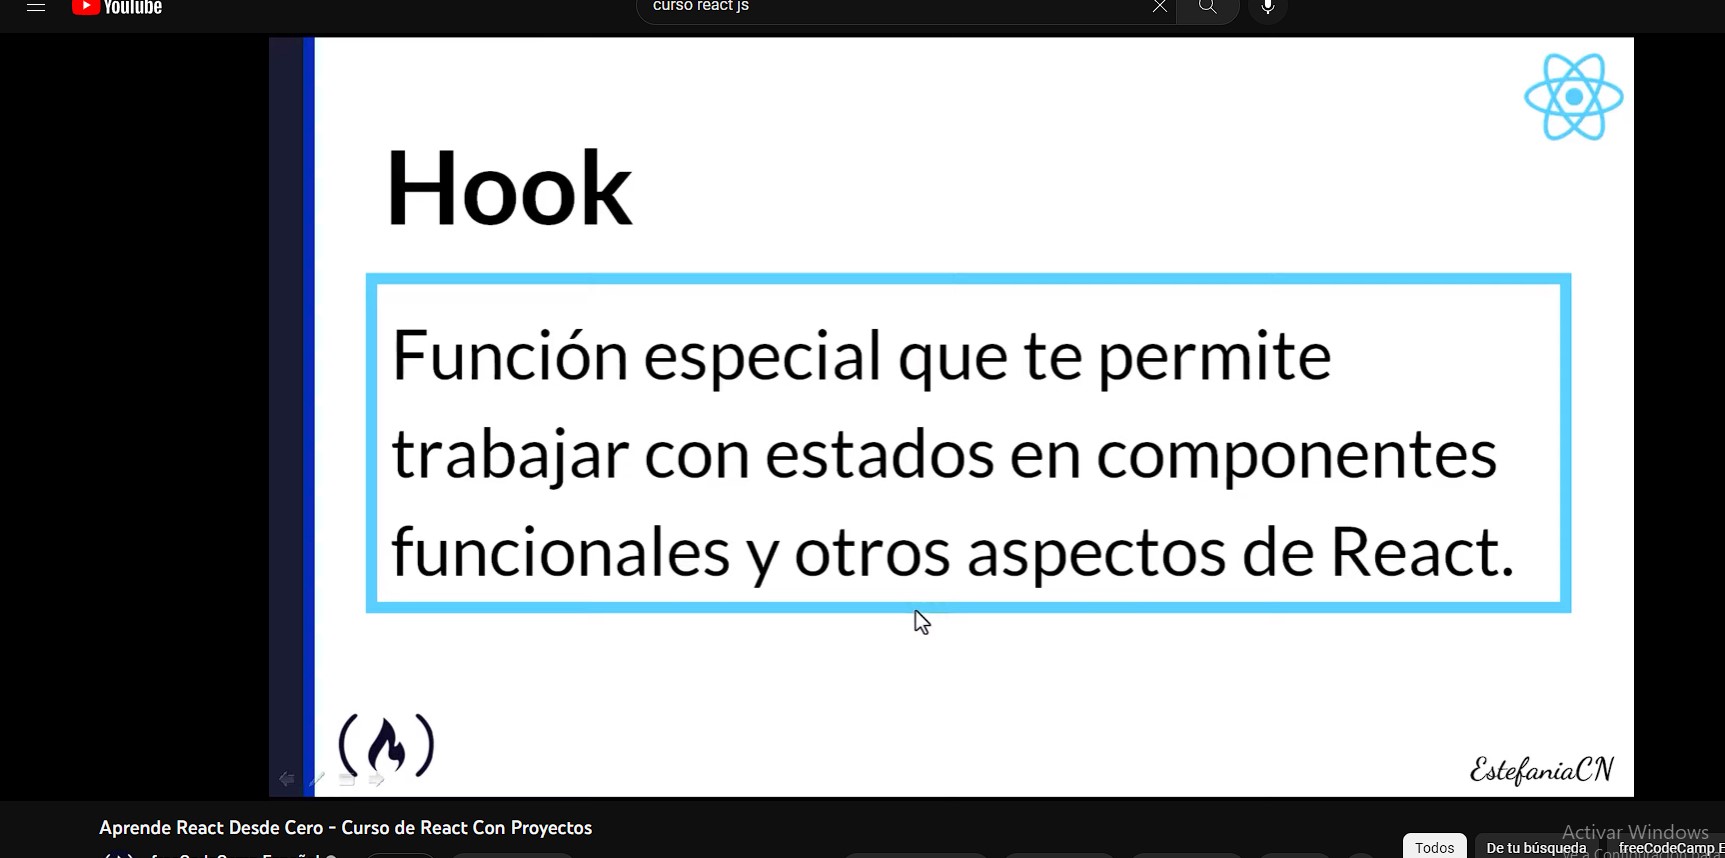 YouTube
curso react js
Hook
Función especial que te permite
trabajar con estados en componentes
funcionales y otros aspectos de React.
EstefaniaCN
Aprende React Desde Cero - Curso de React Con Proyectos
Activar Windows
Todos
De tu búsqueda
freeCodeCamp